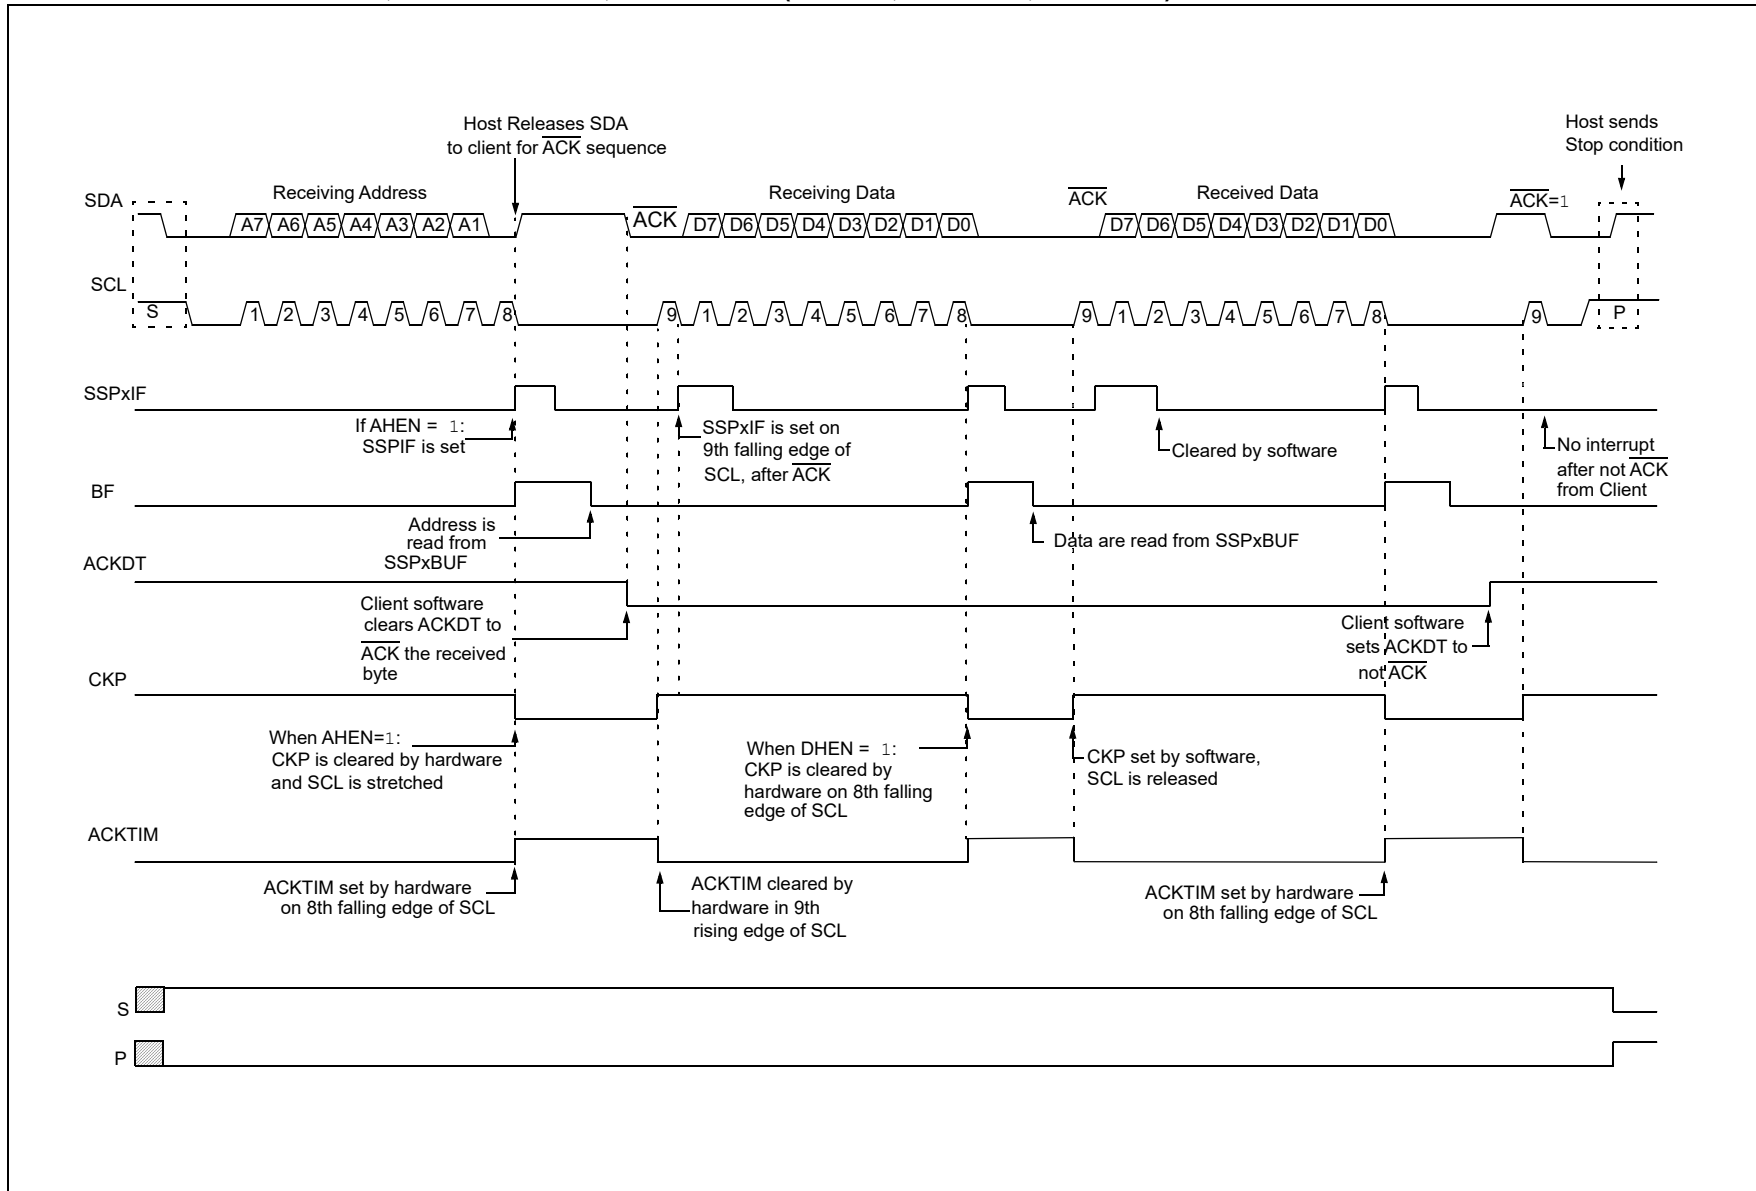 Host Releases SDA
to client for ACK sequence
Host sends
Stop condition
SDA
Receiving Address
Receiving Data
ACK
Received Data
ACK=1
A7 A6 A5 A4 A3 A2 A1
ACK
D7 D6 D5 D4 D3 D2 D1 D0
D7 D6 D5 D4 D3 D2 D1 D0
SCL
S
1 2 3 4 5 6 7 8
9 1 2 3 4 5 6 7 8
9 1 2 3 4 5 6 7 8
9
P
SSPxIF
If AHEN = 1:
SSPIF is set
SSPxIF is set on
9th falling edge of
SCL, after ACK
Cleared by software
No interrupt
after not ACK
from Client
BF
Address is
read from
SSPxBUF
Data are read from SSPxBUF
ACKDT
Client software
clears ACKDT to
ACK the received
byte
Client software
sets ACKDT to
not ACK
CKP
When AHEN=1:
CKP is cleared by hardware
and SCL is stretched
When DHEN = 1:
CKP is cleared by
hardware on 8th falling
edge of SCL
CKP set by software,
SCL is released
ACKTIM
ACKTIM set by hardware
on 8th falling edge of SCL
ACKTIM cleared by
hardware in 9th
rising edge of SCL
ACKTIM set by hardware
on 8th falling edge of SCL
S
P